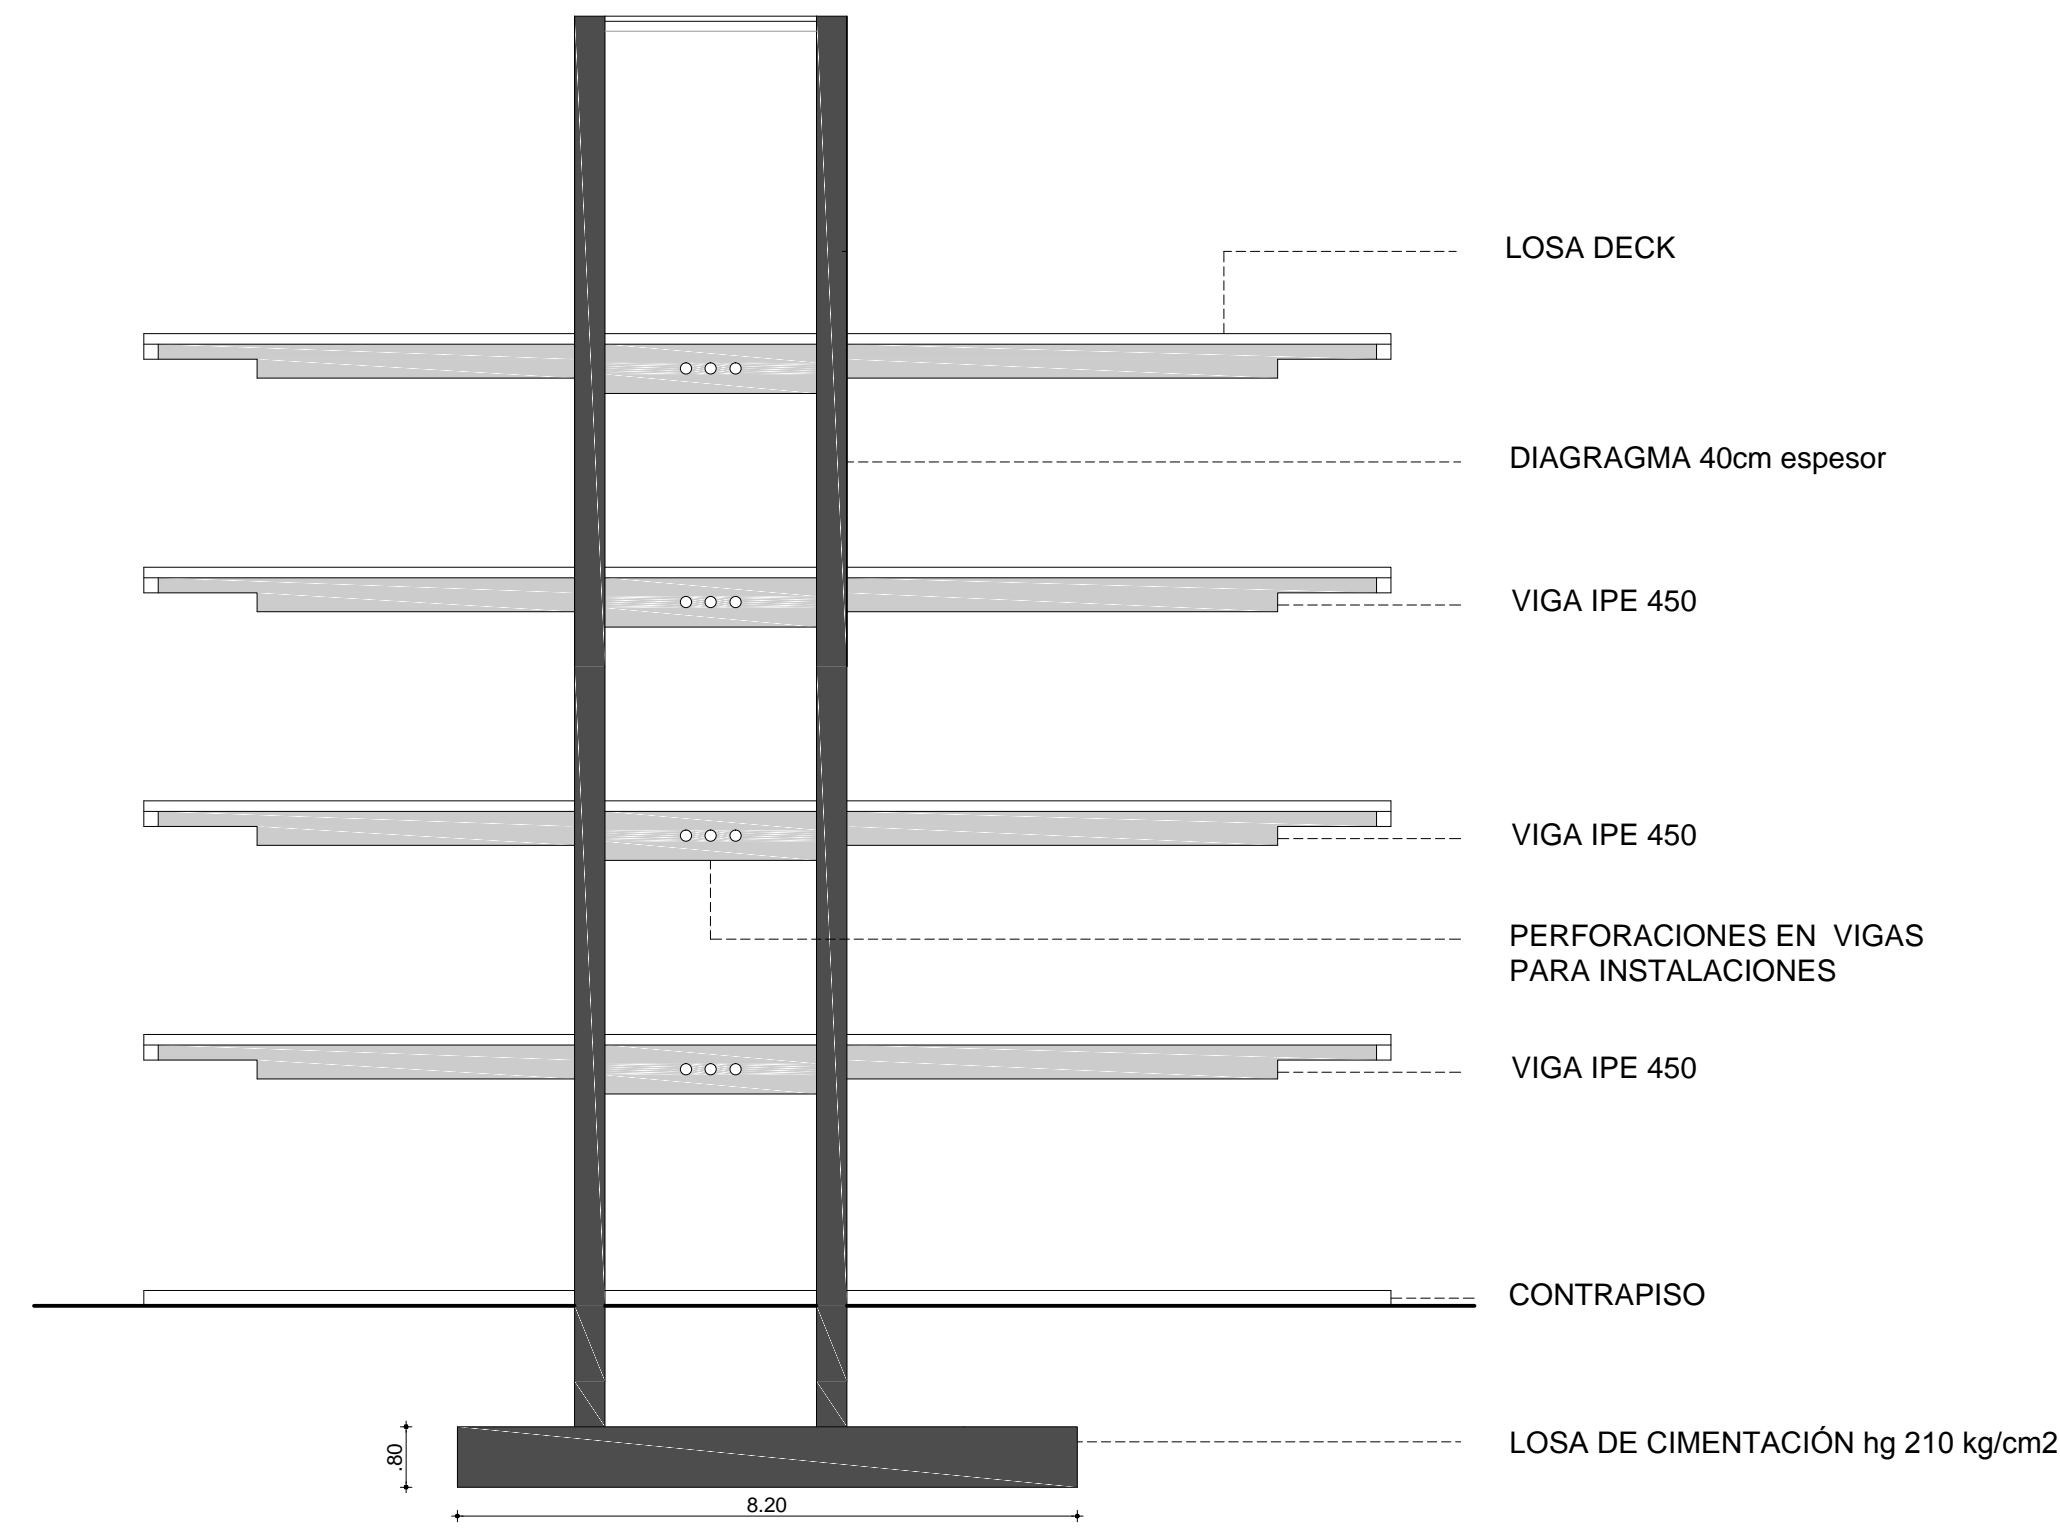 LOSA DECK
DIAGRAGMA 40cm espesor
VIGA IPE 450
VIGA IPE 450
PERFORACIONES EN  VIGAS
PARA INSTALACIONES
VIGA IPE 450
CONTRAPISO
LOSA DE CIMENTACIÓN hg 210 kg/cm2
.80
8.20